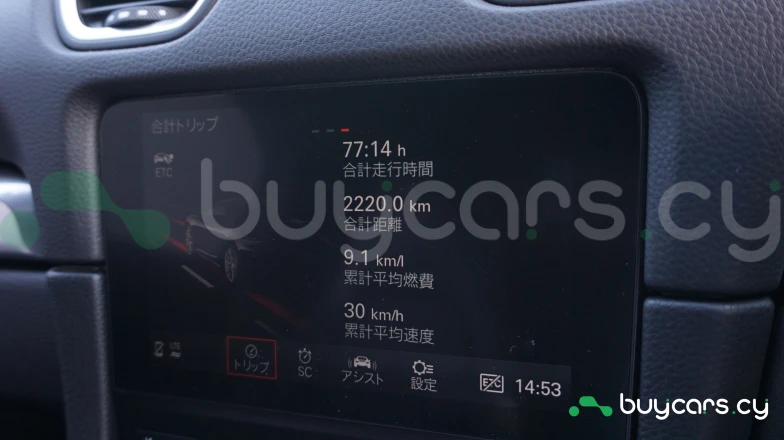 合計トリップ
ETC
77:14 h
合計走行時間
2220.0 km
合計距離
9.1 km/l
累計平均燃費
30 km/h
累計平均速度
LTE
トリップ
SC
アシスト
設定
ETC
14:53
buycars.cy
buycars.cy